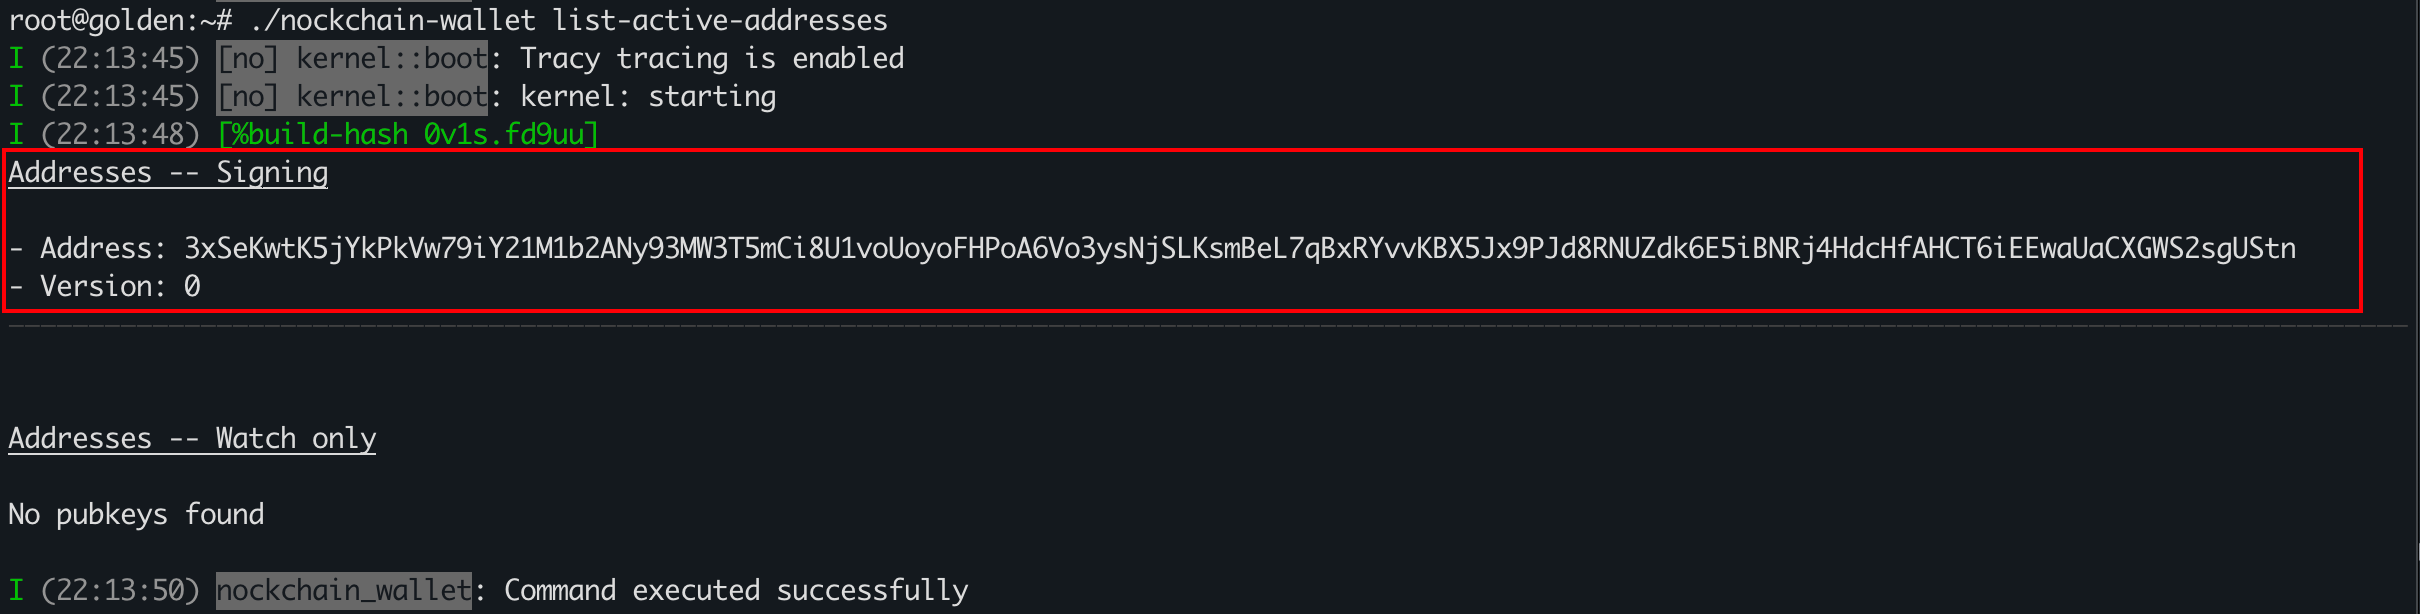 root@golden:~# ./nockchain-wallet list-active-addresses
I (22:13:45) [no] kernel::boot: Tracy tracing is enabled
I (22:13:45) [no] kernel::boot: kernel: starting
I (22:13:48) [%build-hash 0v1s.fd9uu]
Addresses -- Signing
- Address: 3xSeKwtK5jYkPkVw79iY21M1b2ANy93MW3T5mCi8U1voUoyoFHPoA6Vo3ysNjSLKsmBeL7qBxRYvvKBX5Jx9PJd8RNUZdk6E5iBNRj4HdcHfAHCT6iEEwaUaCXGWS2sgUStn
- Version: 0
Addresses -- Watch only
No pubkeys found
I (22:13:50) nockchain_wallet: Command executed successfully